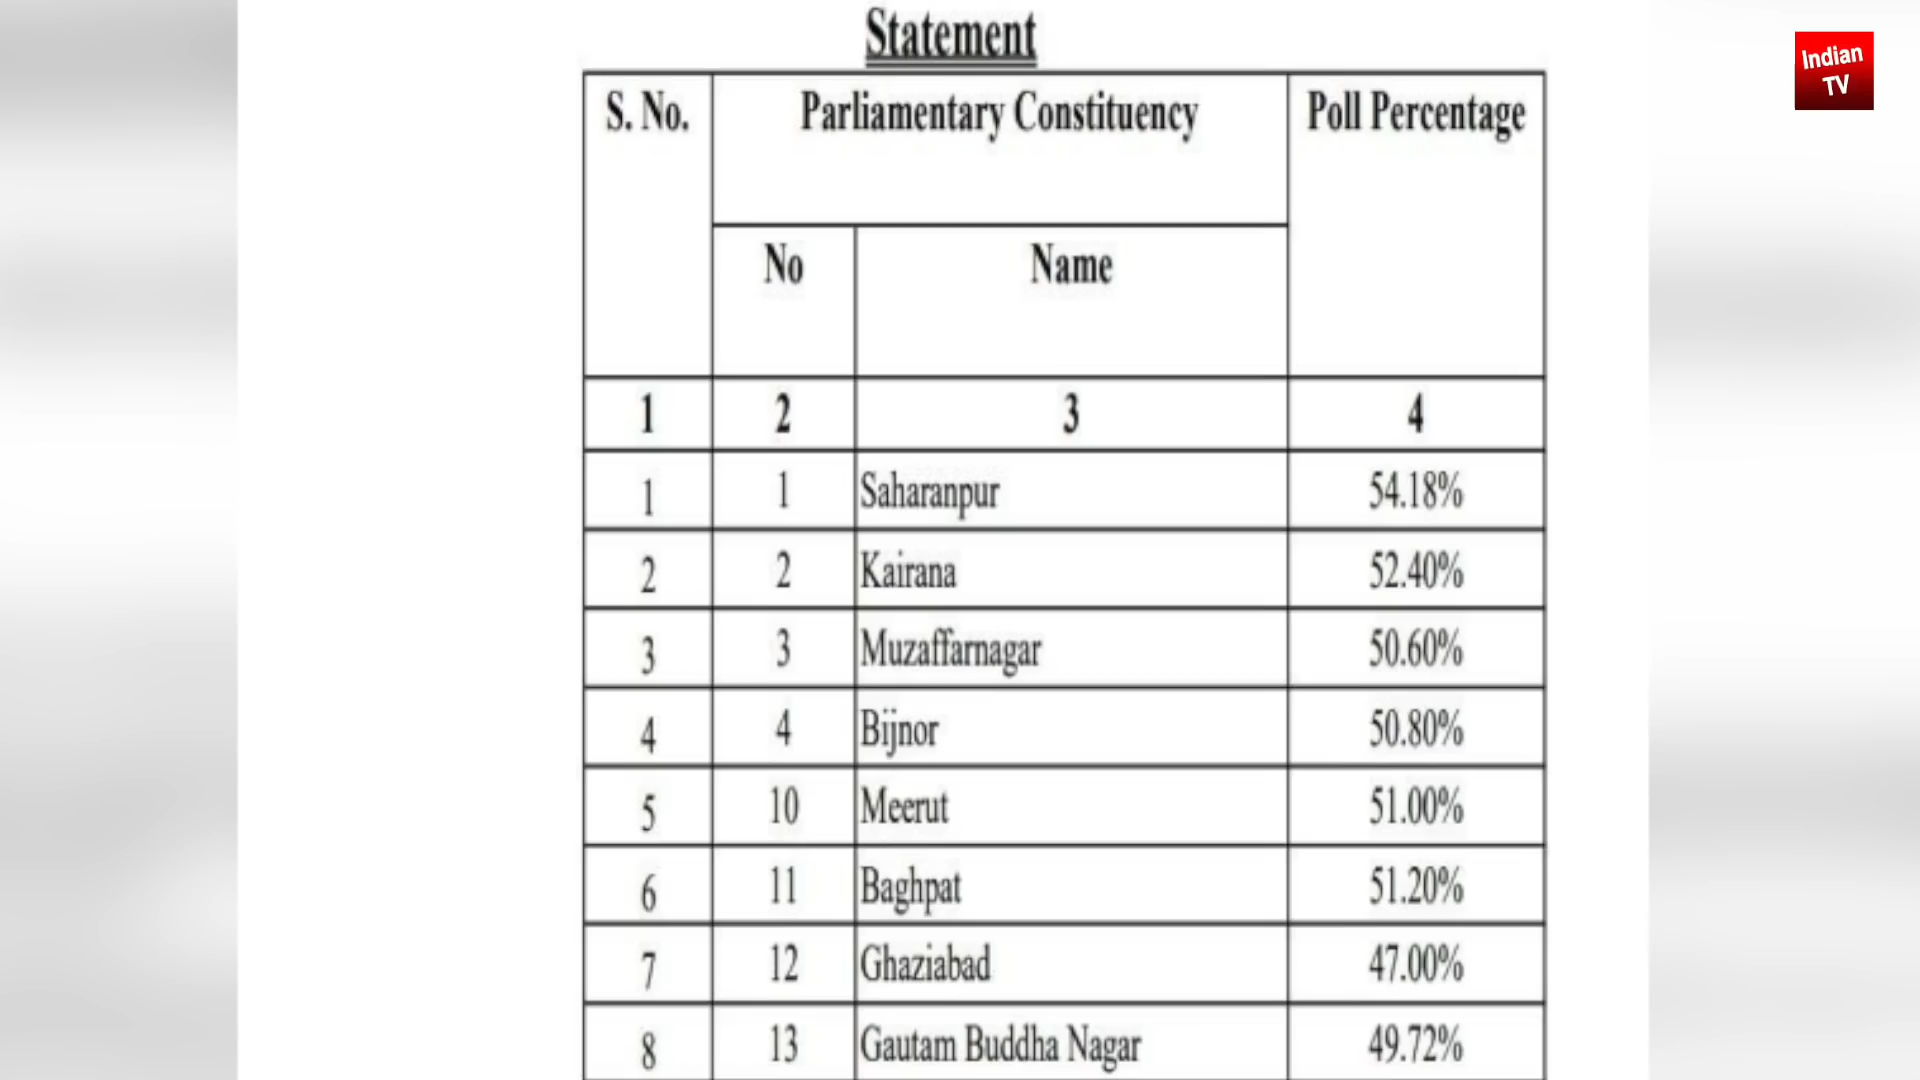 Statement
Indian
TV
S. No. Parliamentary Constituency Poll Percentage
No Name
1 2 3 4
1 1 Saharanpur 54.18%
2 2 Kairana 52.40%
3 3 Muzaffarnagar 50.60%
4 4 Bijnor 50.80%
5 10 Meerut 51.00%
6 11 Baghpat 51.20%
7 12 Ghaziabad 47.00%
8 13 Gautam Buddha Nagar 49.72%